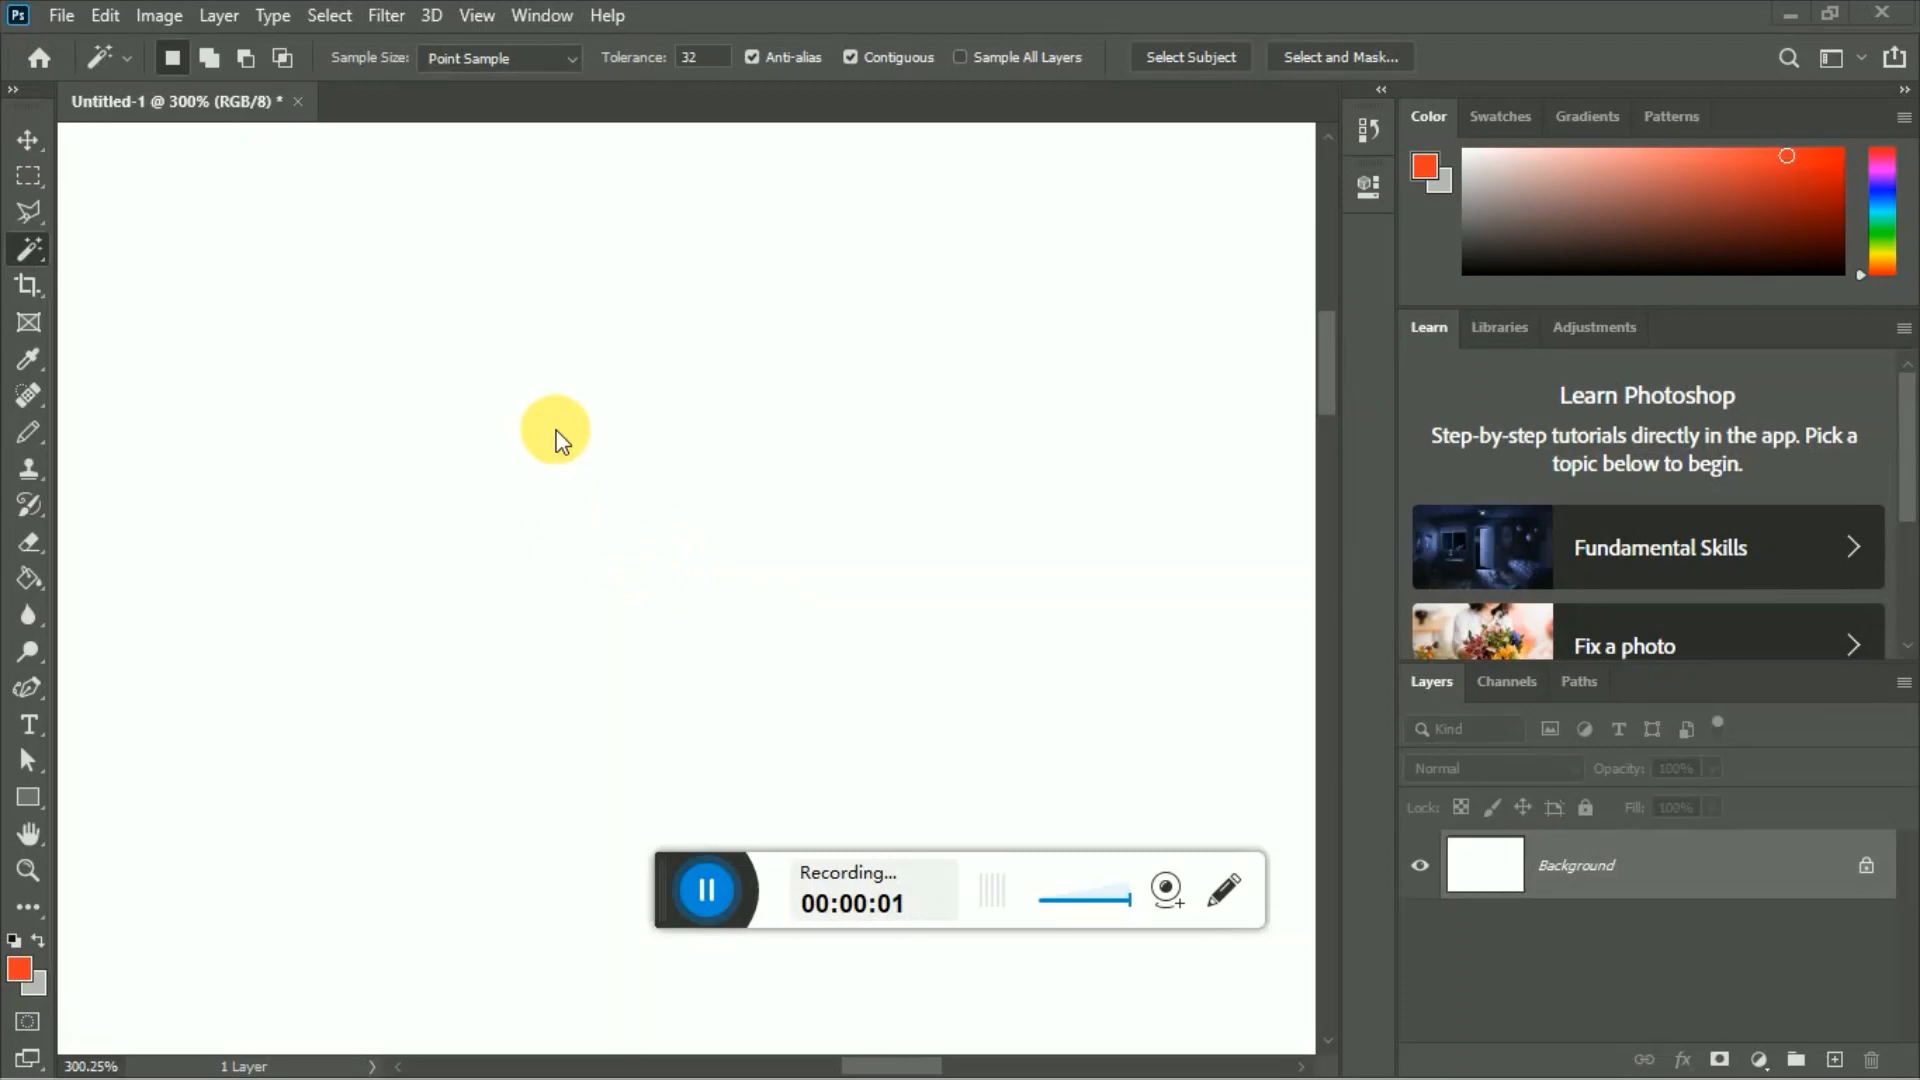 Ps File Edit Image Layer Type Select Filter 3D View Window Help
Sample Size: Point Sample Tolerance: 32 Anti-alias Contiguous Sample All Layers Select Subject Select and Mask...
Untitled-1 @ 300% (RGB/8) *
Color Swatches Gradients Patterns
Learn Libraries Adjustments
Learn Photoshop
Step-by-step tutorials directly in the app. Pick a
topic below to begin.
Fundamental Skills
Fix a photo
Layers Channels Paths
Kind
Normal Opacity: 100%
Lock: Fill: 100%
Background
Recording...
00:00:01
300.25% 1 Layer
fx